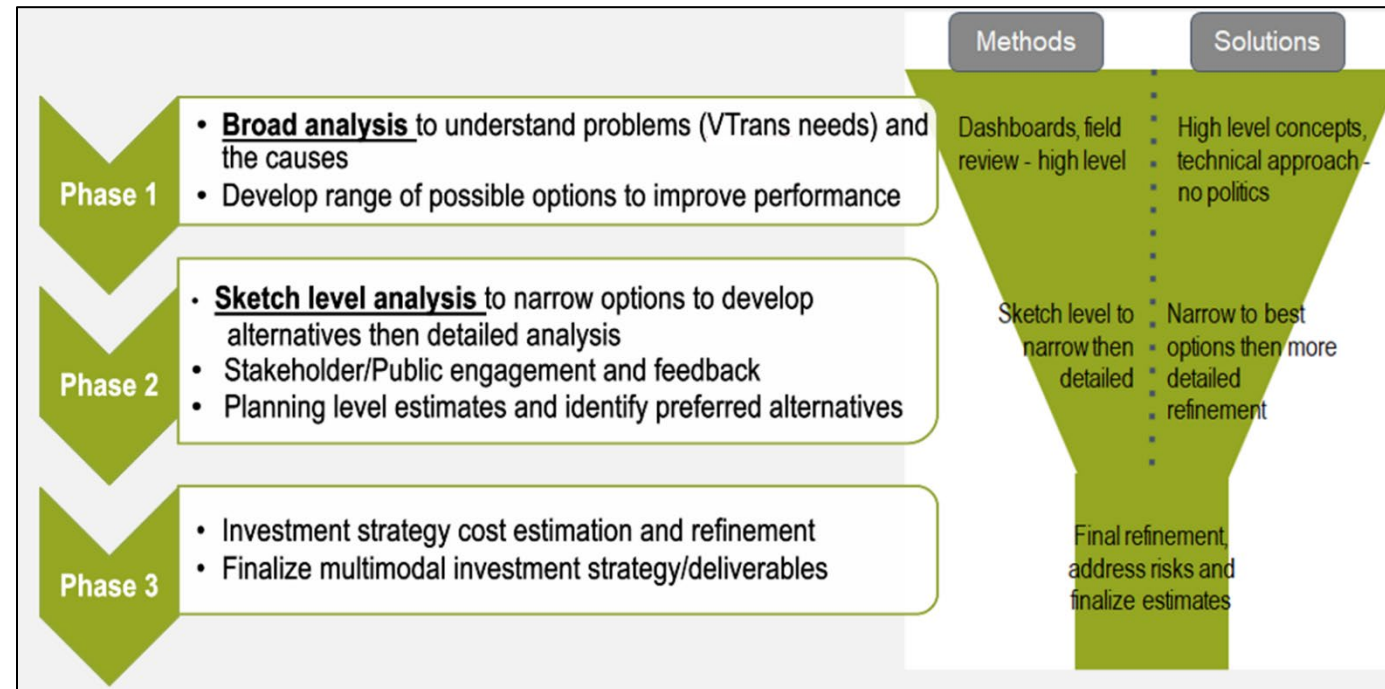 Methods
Solutions
Phase 1
• Broad analysis to understand problems (VTrans needs) and
the causes
• Develop range of possible options to improve performance
Dashboards, field
review - high level
High level concepts,
technical approach -
no politics
Phase 2
• Sketch level analysis to narrow options to develop
alternatives then detailed analysis
• Stakeholder/Public engagement and feedback
• Planning level estimates and identify preferred alternatives
Sketch level to
narrow then
detailed
Narrow to best
options then more
detailed
refinement
Phase 3
• Investment strategy cost estimation and refinement
• Finalize multimodal investment strategy/deliverables
Final refinement,
address risks and
finalize estimates